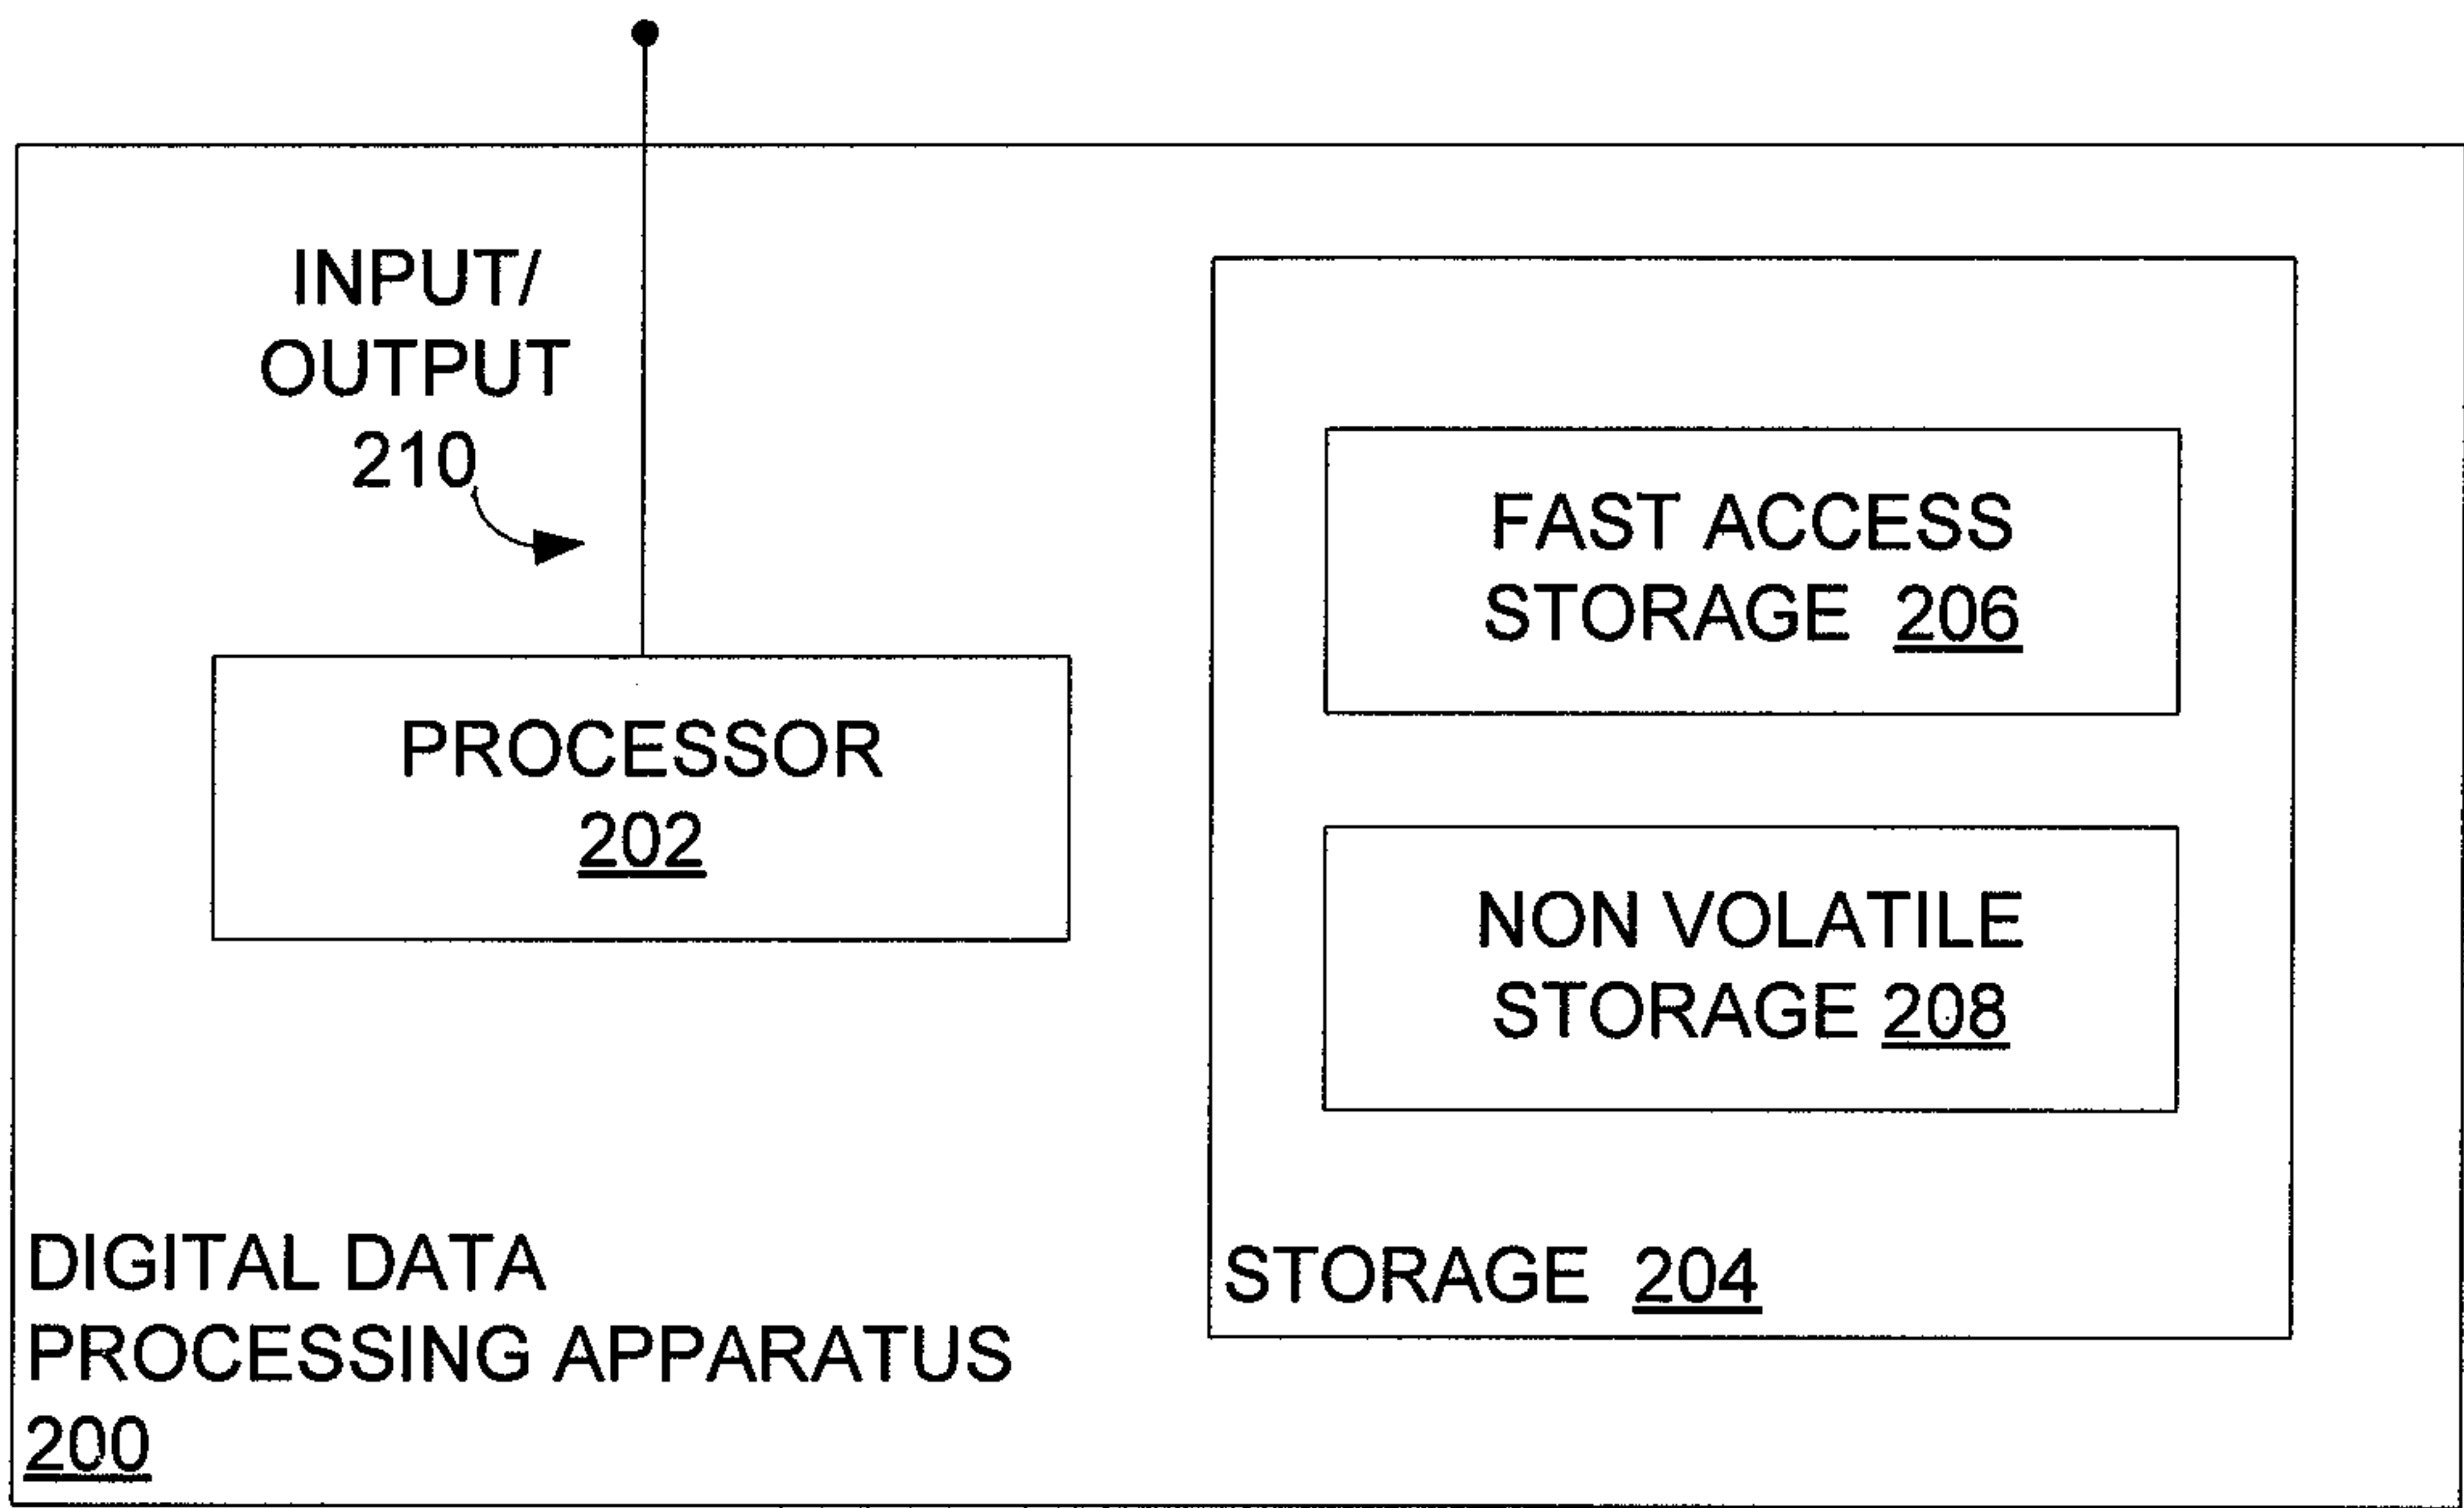 INPUT/
OUTPUT
210
FAST ACCESS
STORAGE 206
PROCESSOR
202
NON VOLATILE
STORAGE 208
STORAGE 204
DIGITAL DATA
PROCESSING APPARATUS
200